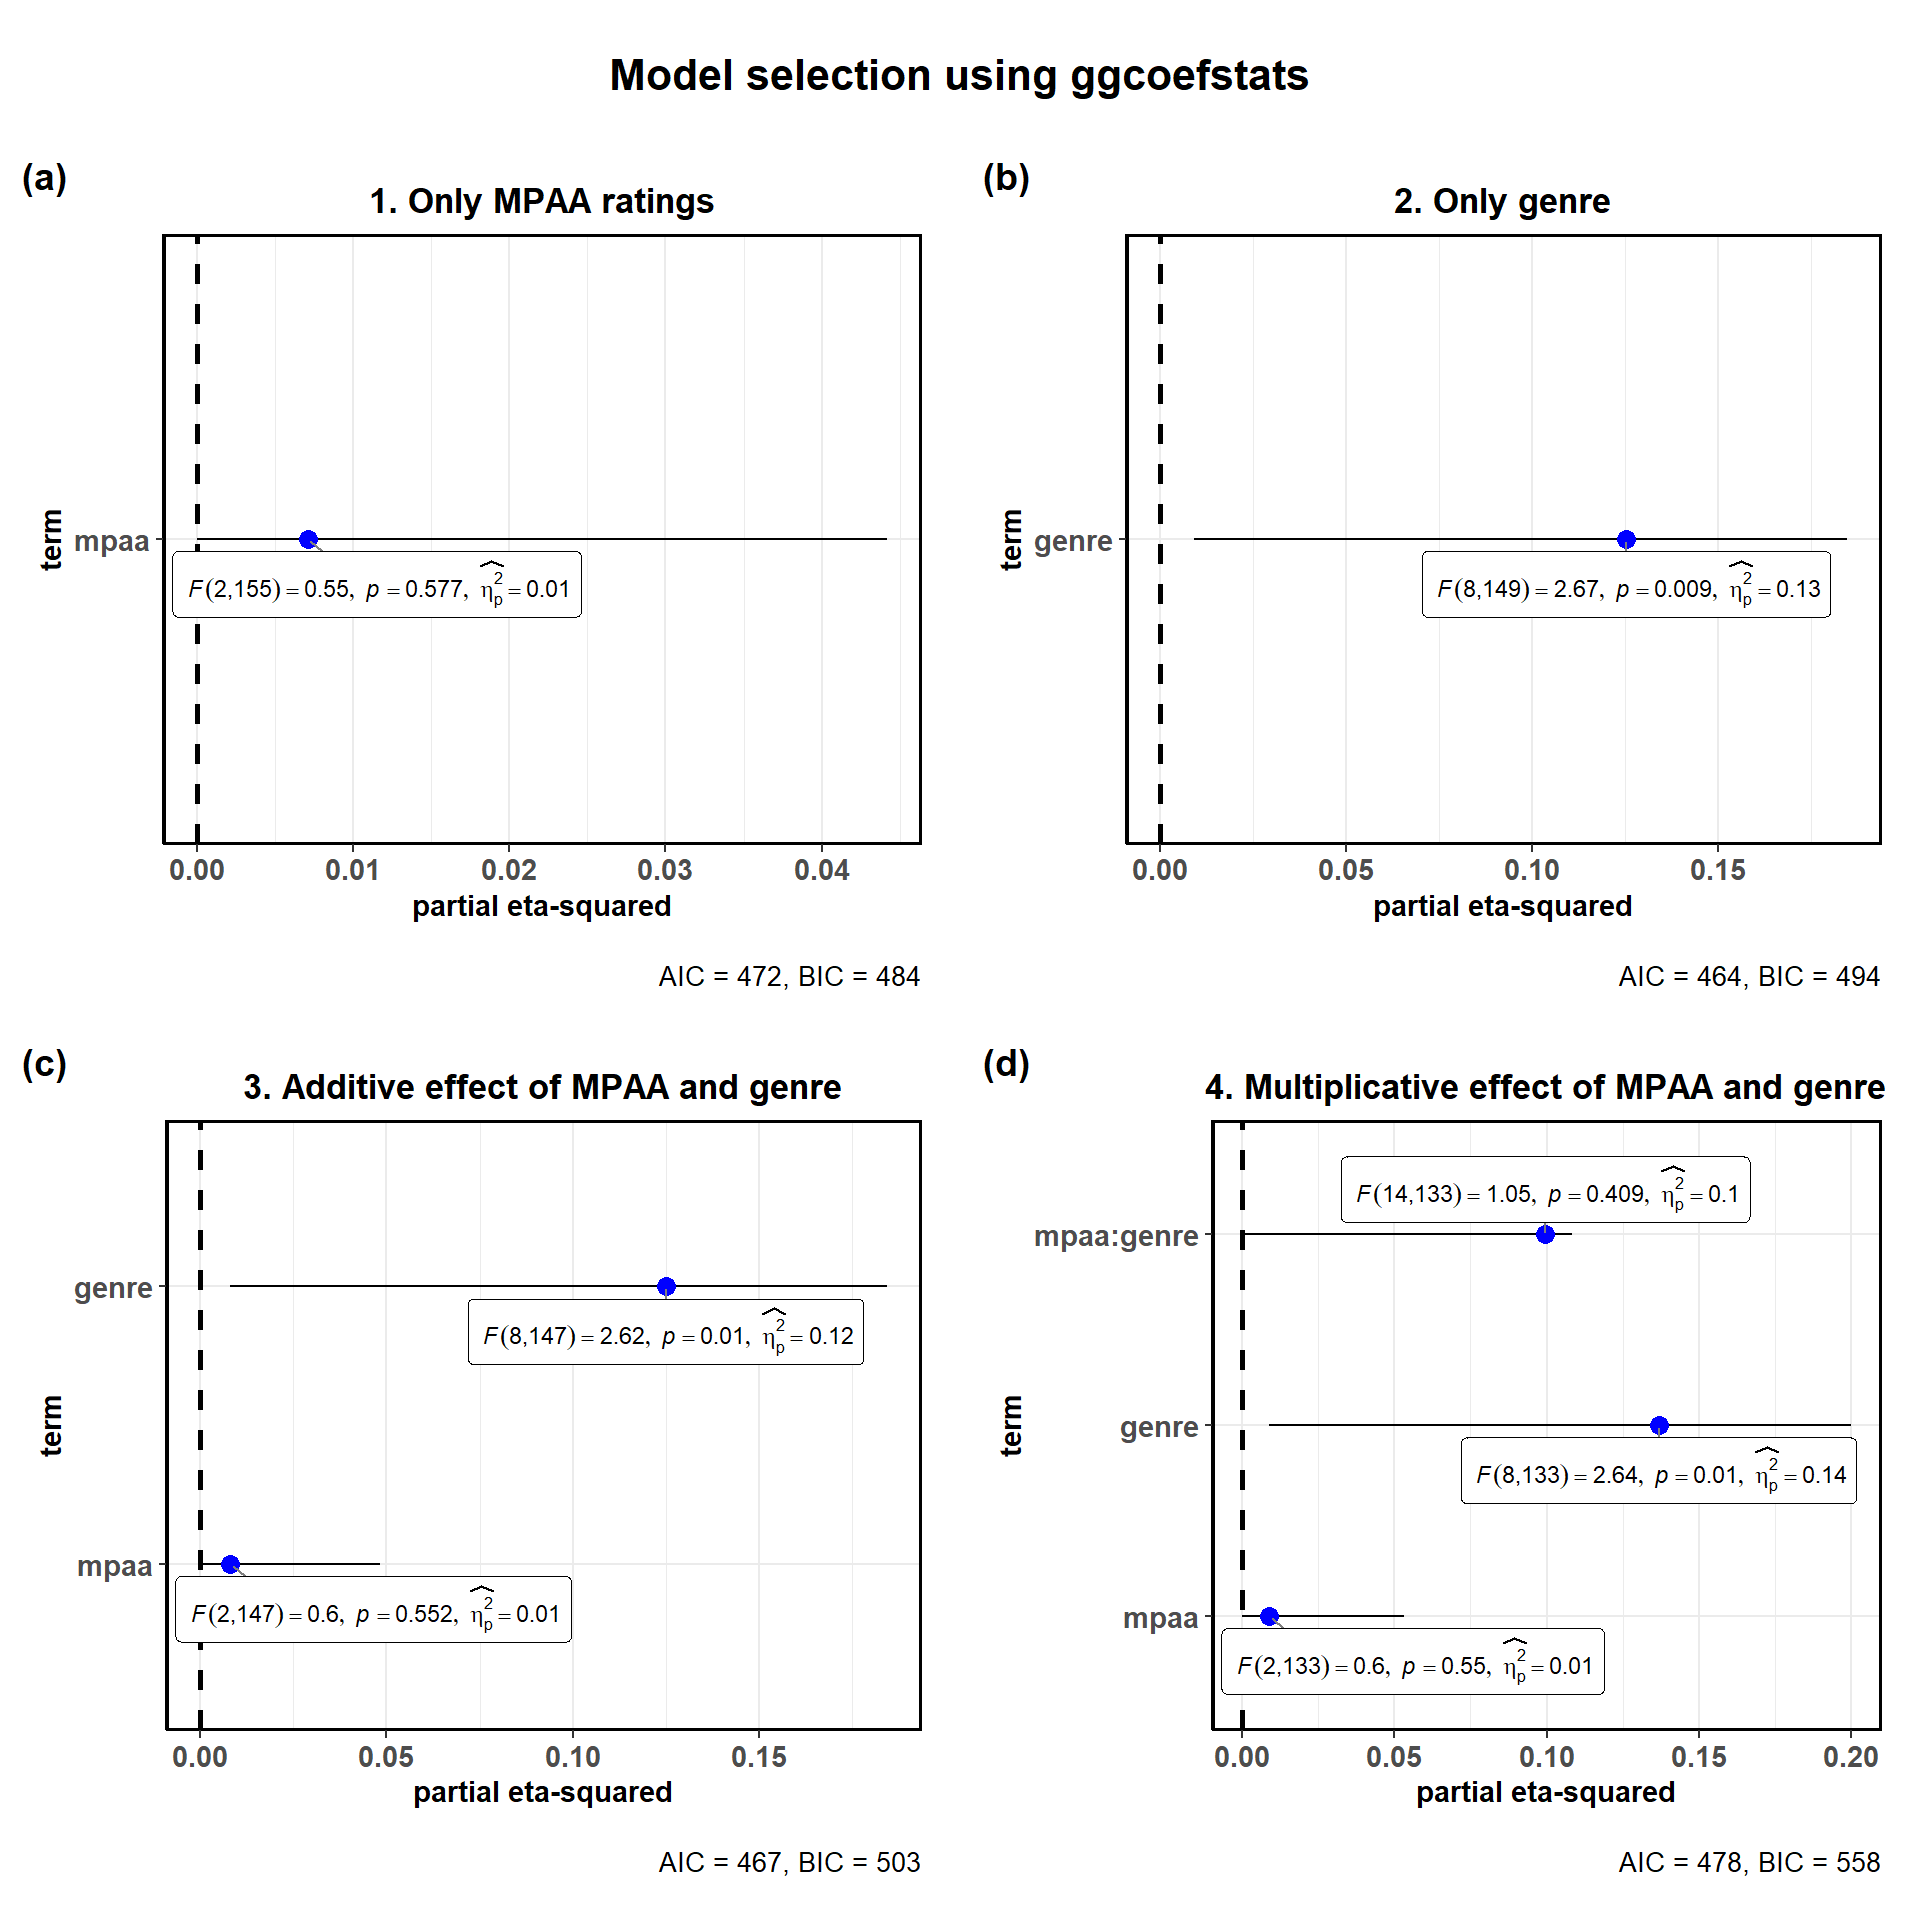 Model selection using ggcoefstats
(a)
1. Only MPAA ratings
term
mpaa
F(2,155) = 0.55, p = 0.577, η̂²ₚ = 0.01
0.00 0.01 0.02 0.03 0.04
partial eta-squared
AIC = 472, BIC = 484
(b)
2. Only genre
term
genre
F(8,149) = 2.67, p = 0.009, η̂²ₚ = 0.13
0.00 0.05 0.10 0.15
partial eta-squared
AIC = 464, BIC = 494
(c)
3. Additive effect of MPAA and genre
term
genre
F(8,147) = 2.62, p = 0.01, η̂²ₚ = 0.12
mpaa
F(2,147) = 0.6, p = 0.552, η̂²ₚ = 0.01
0.00 0.05 0.10 0.15
partial eta-squared
AIC = 467, BIC = 503
(d)
4. Multiplicative effect of MPAA and genre
term
F(14,133) = 1.05, p = 0.409, η̂²ₚ = 0.1
mpaa:genre
genre
F(8,133) = 2.64, p = 0.01, η̂²ₚ = 0.14
mpaa
F(2,133) = 0.6, p = 0.55, η̂²ₚ = 0.01
0.00 0.05 0.10 0.15 0.20
partial eta-squared
AIC = 478, BIC = 558